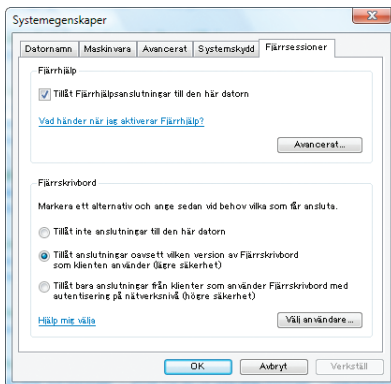 Systemegenskaper
Datornamn Maskinvara Avancerat Systemskydd Fjärrsessioner
Fjärrhjälp
Tillåt Fjärrhjälpsanslutningar till den här datorn
Vad händer när jag aktiverar Fjärrhjälp?
Avancerat...
Fjärrskrivbord
Markera ett alternativ och ange sedan vid behov vilka som får ansluta.
Tillåt inte anslutningar till den här datorn
Tillåt anslutningar oavsett vilken version av Fjärrskrivbord
som klienten använder (lägre säkerhet)
Tillåt bara anslutningar från klienter som använder Fjärrskrivbord med
autentisering på nätverksnivå (högre säkerhet)
Hjälp mig välja
Välj användare...
OK Avbryt Verkställ